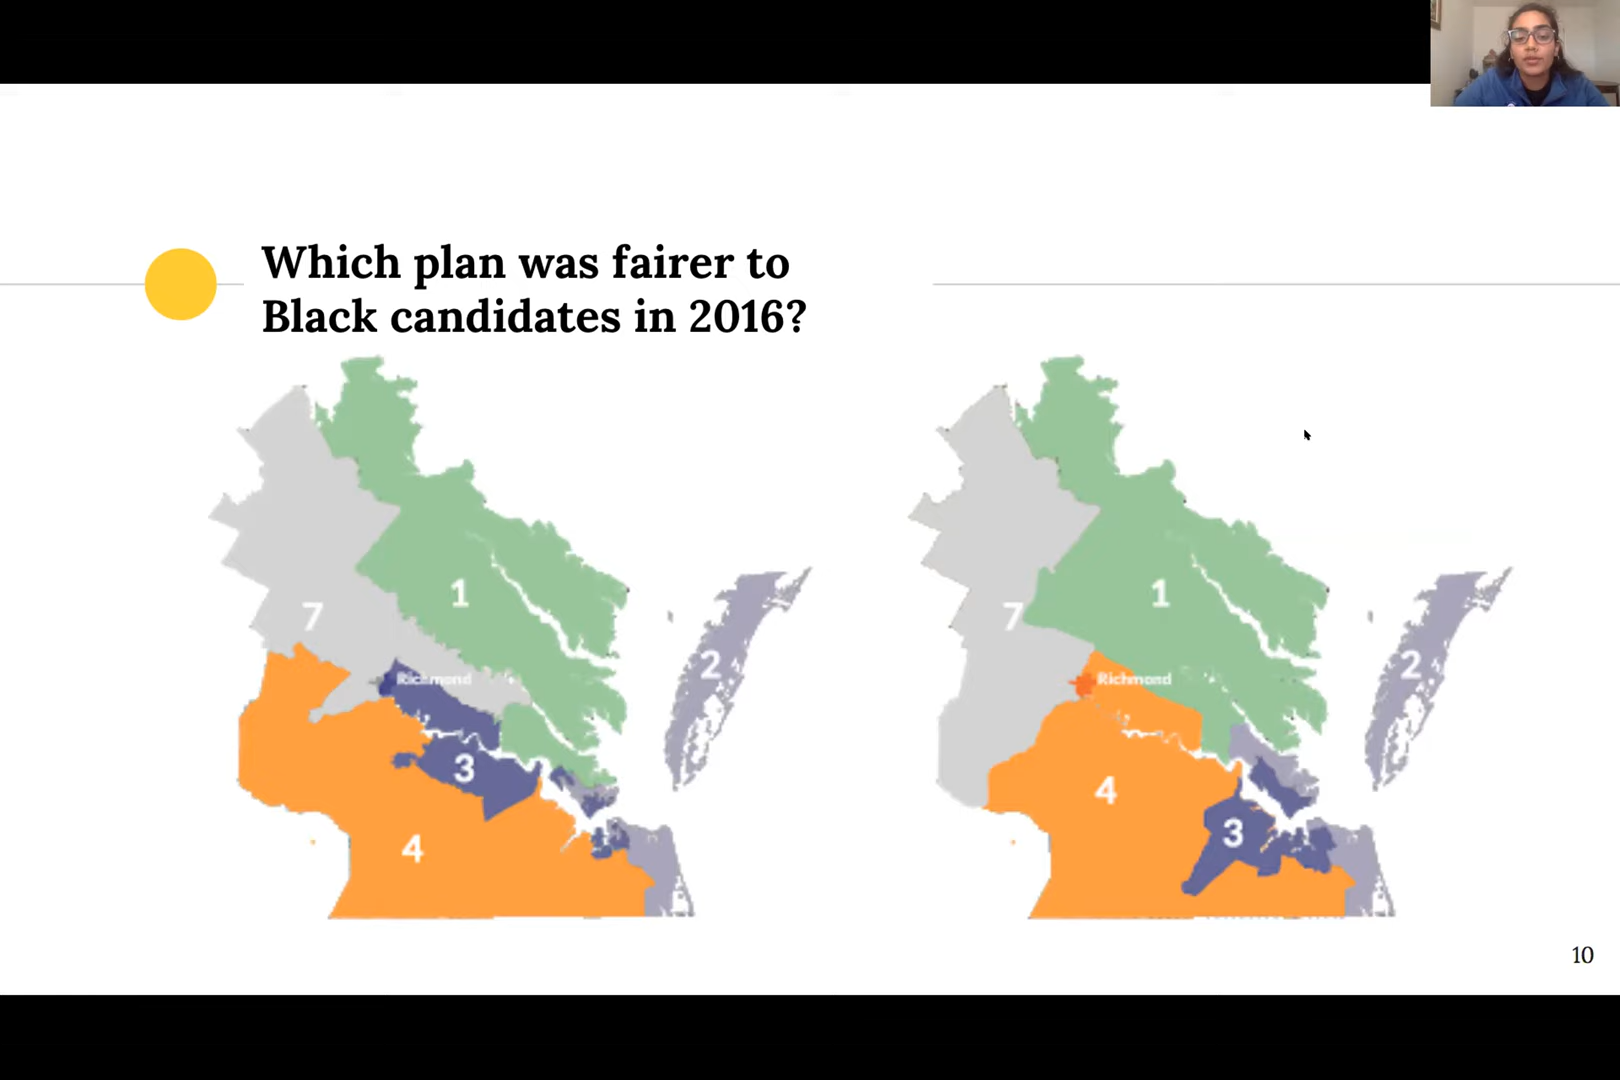 Which plan was fairer to
Black candidates in 2016?
1
7
2
Richmond
3
4
1
7
2
Richmond
4
3
10